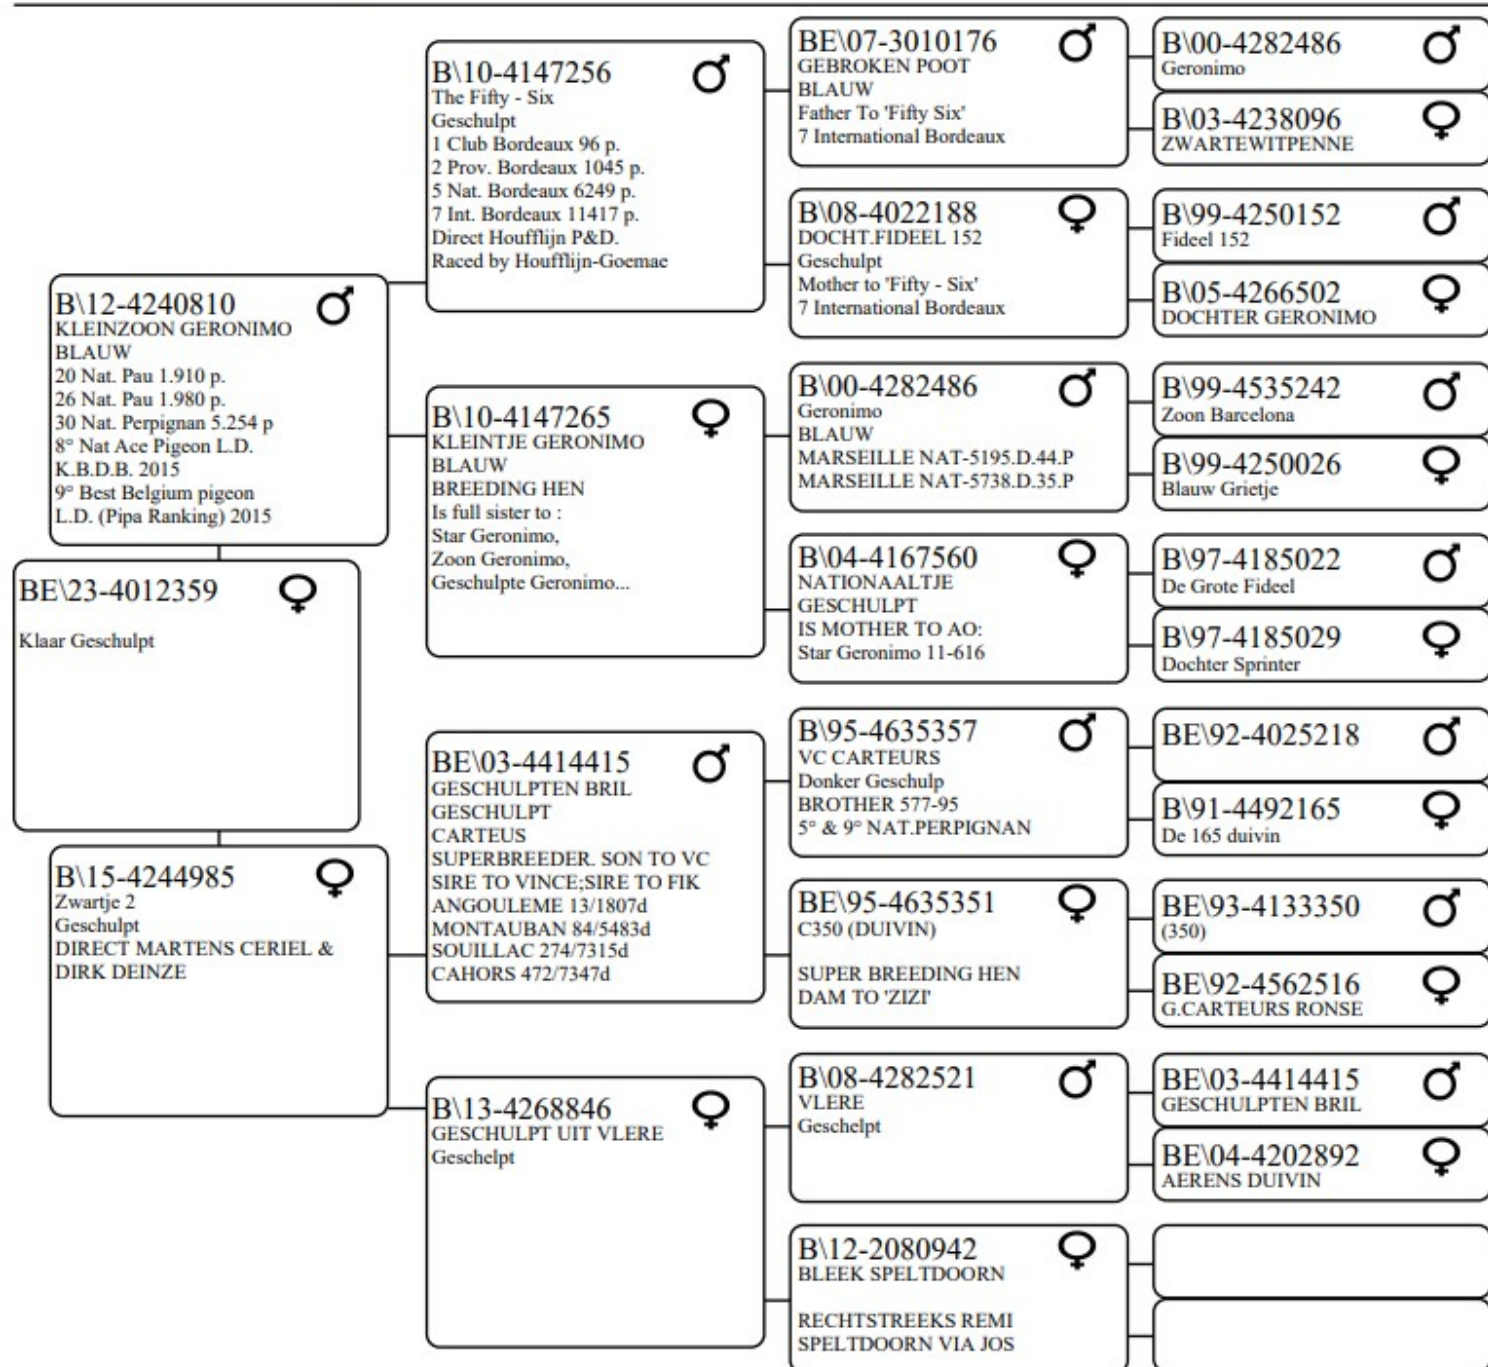 BE\23-4012359
Klaar Geschulpt
B\12-4240810
KLEINZOON GERONIMO
BLAUW
20 Nat. Pau 1.910 p.
26 Nat. Pau 1.980 p.
30 Nat. Perpignan 5.254 p
8° Nat Ace Pigeon L.D.
K.B.D.B. 2015
9° Best Belgium pigeon
L.D. (Pipa Ranking) 2015
B\15-4244985
Zwartje 2
Geschulpt
DIRECT MARTENS CERIEL &
DIRK DEINZE
B\10-4147256
The Fifty - Six
Geschulpt
1 Club Bordeaux 96 p.
2 Prov. Bordeaux 1045 p.
5 Nat. Bordeaux 6249 p.
7 Int. Bordeaux 11417 p.
Direct Houfflijn P&D.
Raced by Houfflijn-Goemae
B\10-4147265
KLEINTJE GERONIMO
BLAUW
BREEDING HEN
Is full sister to :
Star Geronimo,
Zoon Geronimo,
Geschulpte Geronimo...
BE\03-4414415
GESCHULPTEN BRIL
GESCHULPT
CARTEUS
SUPERBREEDER. SON TO VC
SIRE TO VINCE;SIRE TO FIK
ANGOULEME 13/1807d
MONTAUBAN 84/5483d
SOUILLAC 274/7315d
CAHORS 472/7347d
B\13-4268846
GESCHULPT UIT VLERE
Geschelpt
BE\07-3010176
GEBROKEN POOT
BLAUW
Father To 'Fifty Six'
7 International Bordeaux
B\08-4022188
DOCHT.FIDEEL 152
Geschulpt
Mother to 'Fifty - Six'
7 International Bordeaux
B\00-4282486
Geronimo
BLAUW
MARSEILLE NAT-5195.D.44.P
MARSEILLE NAT-5738.D.35.P
B\04-4167560
NATIONAALTJE
GESCHULPT
IS MOTHER TO AO:
Star Geronimo 11-616
B\95-4635357
VC CARTEURS
Donker Geschulp
BROTHER 577-95
5° & 9° NAT.PERPIGNAN
BE\95-4635351
C350 (DUIVIN)
SUPER BREEDING HEN
DAM TO 'ZIZI'
B\08-4282521
VLERE
Geschelpt
B\12-2080942
BLEEK SPELTDOORN
RECHTSTREEKS REMI
SPELTDOORN VIA JOS
B\00-4282486
Geronimo
B\03-4238096
ZWARTEWITPENNE
B\99-4250152
Fideel 152
B\05-4266502
DOCHTER GERONIMO
B\99-4535242
Zoon Barcelona
B\99-4250026
Blauw Grietje
B\97-4185022
De Grote Fideel
B\97-4185029
Dochter Sprinter
BE\92-4025218
B\91-4492165
De 165 duivin
BE\93-4133350
(350)
BE\92-4562516
G.CARTEURS RONSE
BE\03-4414415
GESCHULPTEN BRIL
BE\04-4202892
AERENS DUIVIN